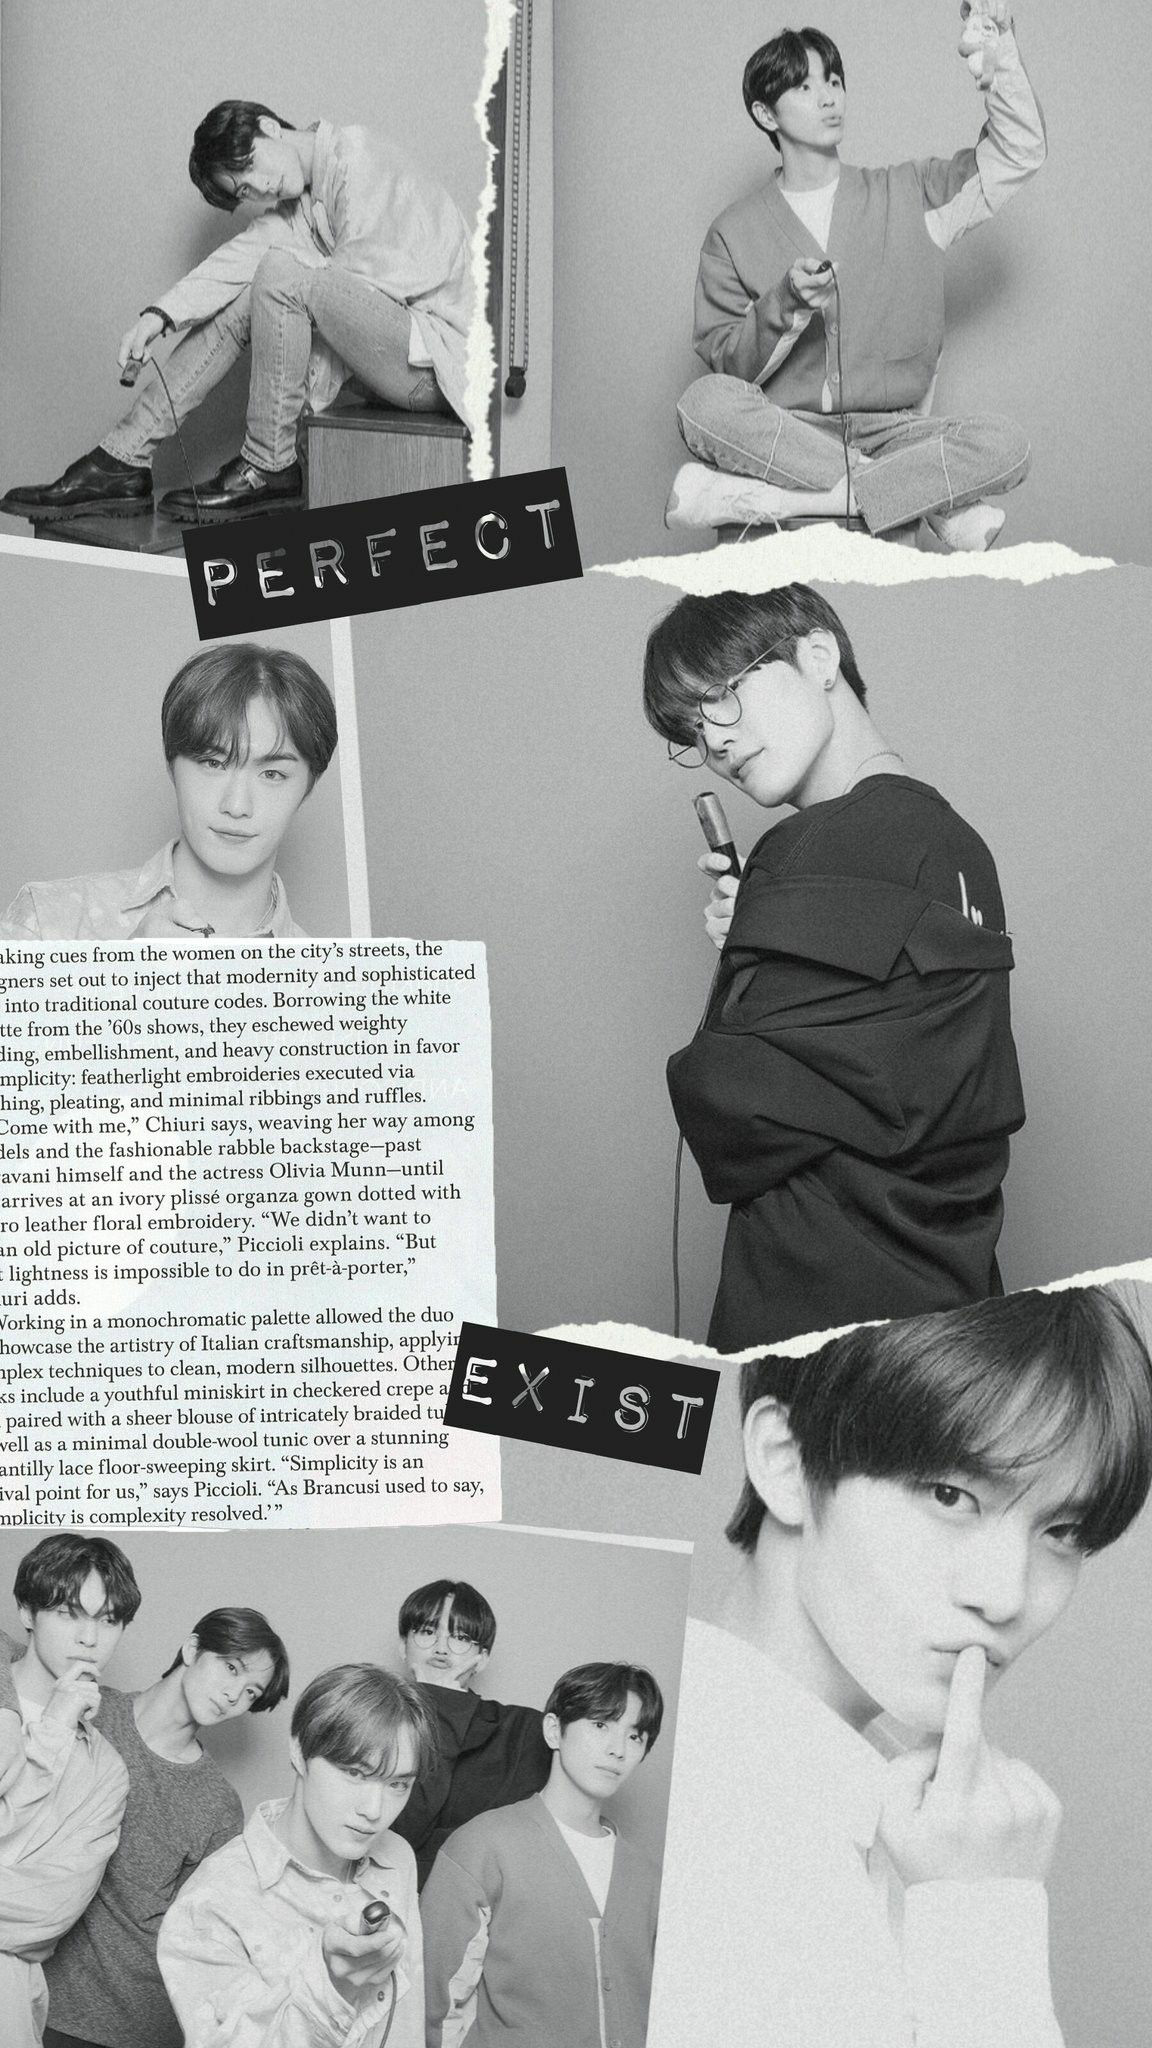 PERFECT
aking cues from the women on the city's streets, the
gners set out to inject that modernity and sophisticated
into traditional couture codes. Borrowing the white
tte from the '60s shows, they eschewed weighty
ding, embellishment, and heavy construction in favor
mplicity: featherlight embroideries executed via
hing, pleating, and minimal ribbings and ruffles.
Come with me,” Chiuri says, weaving her way among
dels and the fashionable rabble backstage—past
avani himself and the actress Olivia Munn—until
arrives at an ivory plissé organza gown dotted with
ro leather floral embroidery. “We didn't want to
an old picture of couture,” Piccioli explains. “But
t lightness is impossible to do in prêt-à-porter,”
uri adds.
Working in a monochromatic palette allowed the duo
howcase the artistry of Italian craftsmanship, applyin
mplex techniques to clean, modern silhouettes. Other
ks include a youthful miniskirt in checkered crepe a
paired with a sheer blouse of intricately braided tu
well as a minimal double-wool tunic over a stunning
antilly lace floor-sweeping skirt. “Simplicity is an
ival point for us,” says Piccioli. “As Brancusi used to say,
mplicity is complexity resolved.’”
EXIST